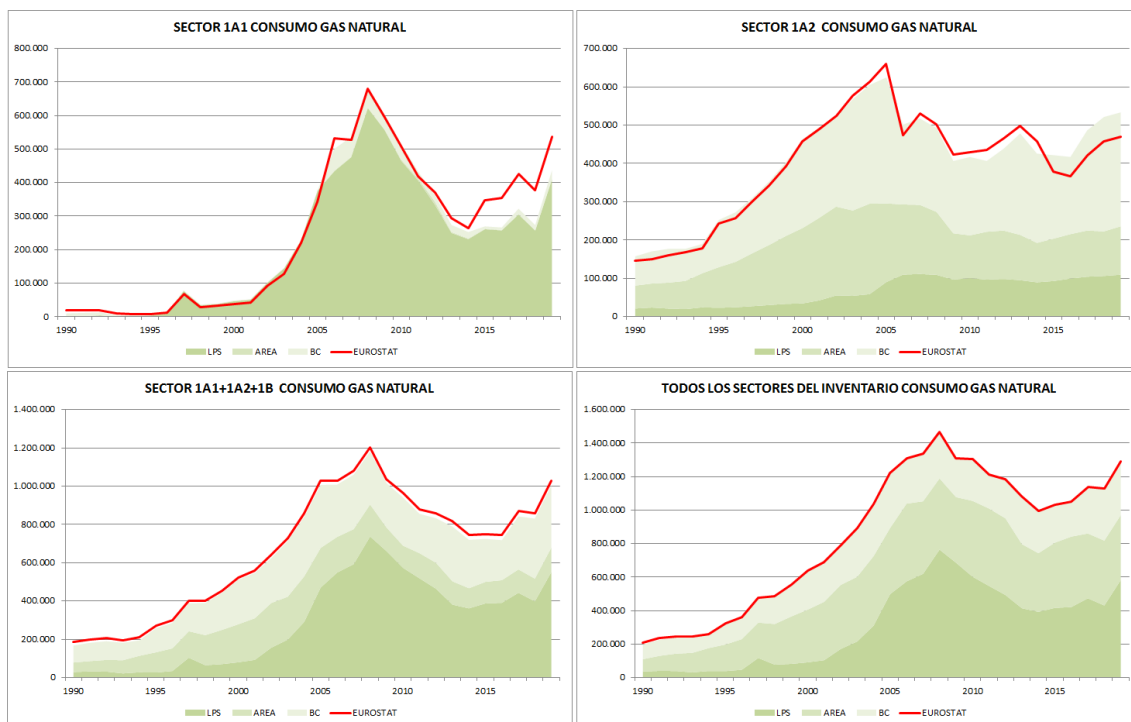 SECTOR 1A1 CONSUMO GAS NATURAL
800.000
700.000
600.000
500.000
400.000
300.000
200.000
100.000
0
1990 1995 2000 2005 2010 2015
LPS AREA BC EUROSTAT
SECTOR 1A2 CONSUMO GAS NATURAL
700.000
600.000
500.000
400.000
300.000
200.000
100.000
0
1990 1995 2000 2005 2010 2015
LPS AREA BC EUROSTAT
SECTOR 1A1+1A2+1B CONSUMO GAS NATURAL
1.400.000
1.200.000
1.000.000
800.000
600.000
400.000
200.000
0
1990 1995 2000 2005 2010 2015
LPS AREA BC EUROSTAT
TODOS LOS SECTORES DEL INVENTARIO CONSUMO GAS NATURAL
1.600.000
1.400.000
1.200.000
1.000.000
800.000
600.000
400.000
200.000
0
1990 1995 2000 2005 2010 2015
LPS AREA BC EUROSTAT